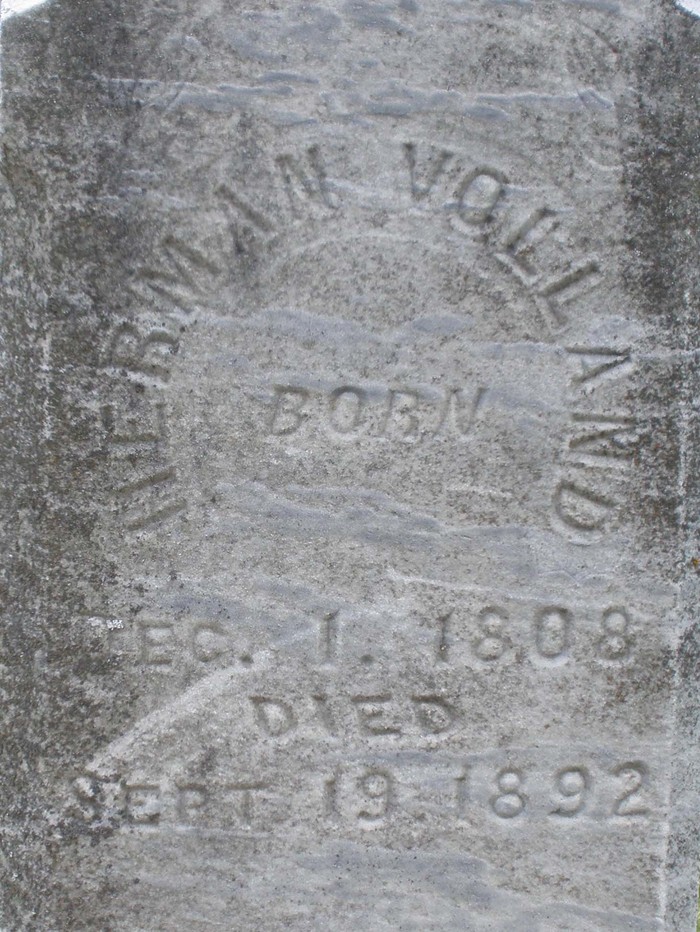 HERMAN VOLLAND
BORN
EC. 1. 1808
DIED
SEPT 19 1892